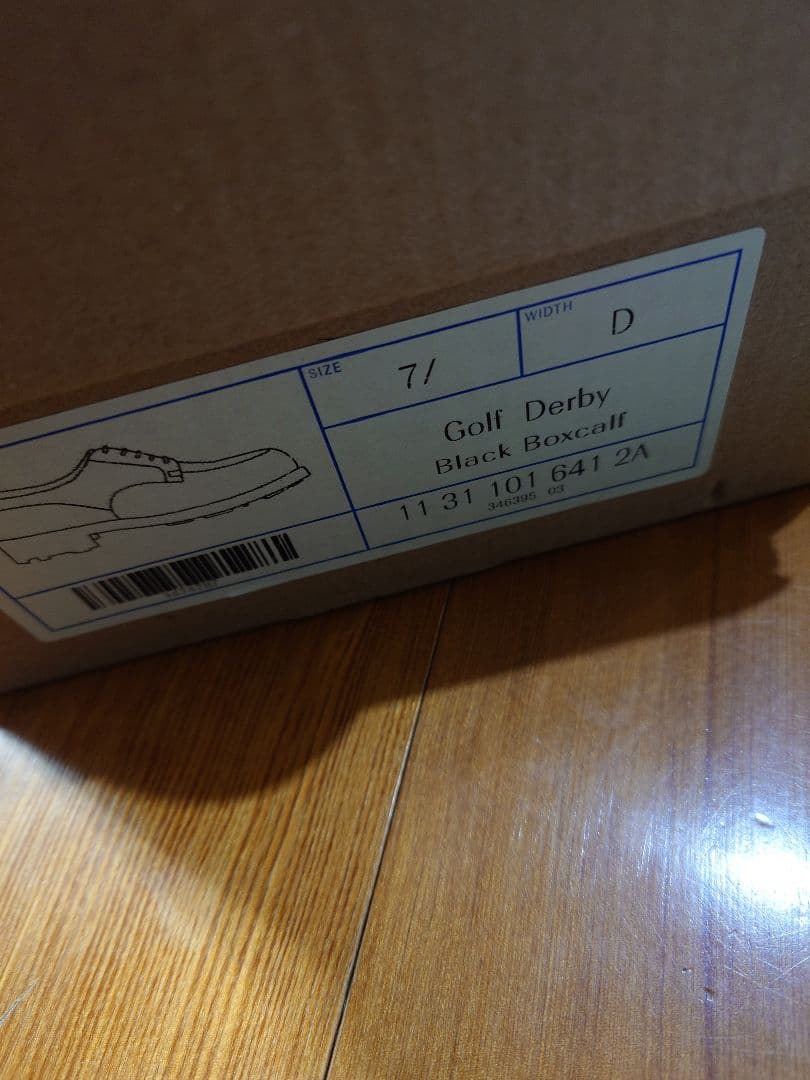 SIZE 7/ WIDTH D
Golf Derby
Black Boxcalf
11 31 101 641 2A
346395 03